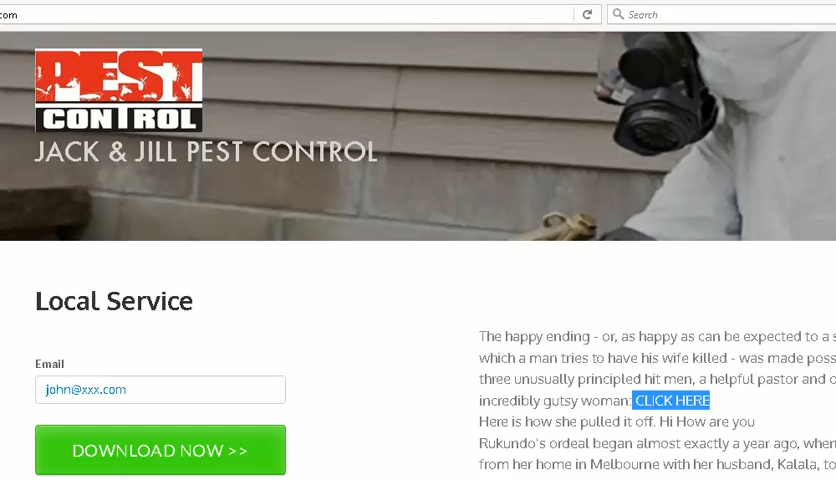 com
Search
PEST
CONTROL
JACK & JILL PEST CONTROL
Local Service
Email
john@xxx.com
DOWNLOAD NOW >>
The happy ending - or, as happy as can be expected to a s
which a man tries to have his wife killed - was made poss
three unusually principled hit men, a helpful pastor and o
incredibly gutsy woman: CLICK HERE
Here is how she pulled it off. Hi How are you
Rukundo's ordeal began almost exactly a year ago, when
from her home in Melbourne with her husband, Kalala, to